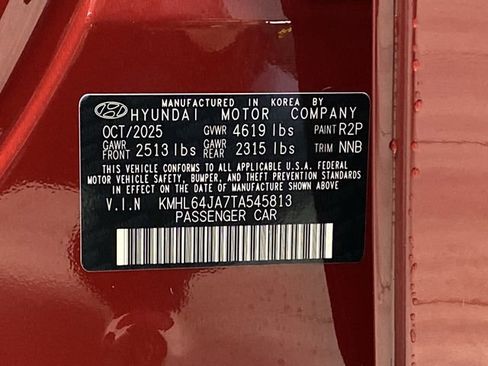 MANUFACTURED IN KOREA BY
HYUNDAI MOTOR COMPANY
OCT/2025 GVWR 4619 lbs PAINT R2P
GAWR FRONT 2513 lbs GAWR REAR 2315 lbs TRIM NNB
THIS VEHICLE CONFORMS TO ALL APPLICABLE U.S.A. FEDERAL
MOTOR VEHICLE SAFETY, BUMPER, AND THEFT PREVENTION STANDARDS
IN EFFECT ON THE DATE OF MANUFACTURE SHOWN ABOVE
V.I.N KMHL64JA7TA545813
PASSENGER CAR